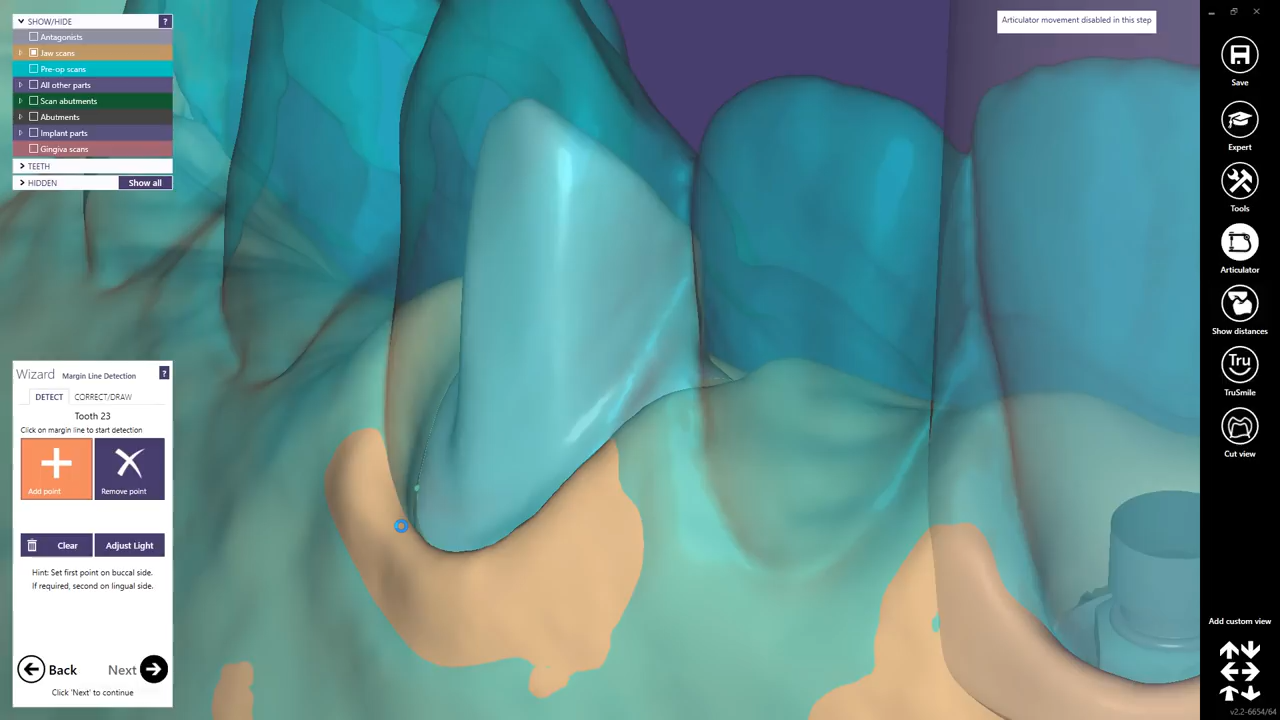 SHOW/HIDE ?
Antagonists
Jaw scans
Pre-op scans
All other parts
Scan abutments
Abutments
Implant parts
Gingiva scans
TEETH
HIDDEN Show all
Articulator movement disabled in this step
Save
Expert
Tools
Articulator
Show distances
Tru
TruSmile
Cut view
Wizard Margin Line Detection ?
DETECT CORRECT/DRAW
Tooth 23
Click on margin line to start detection
Add point Remove point
Clear Adjust Light
Hint: Set first point on buccal side.
If required, second on lingual side.
Back Next
Click 'Next' to continue
Add custom view
v2.2-6654/64